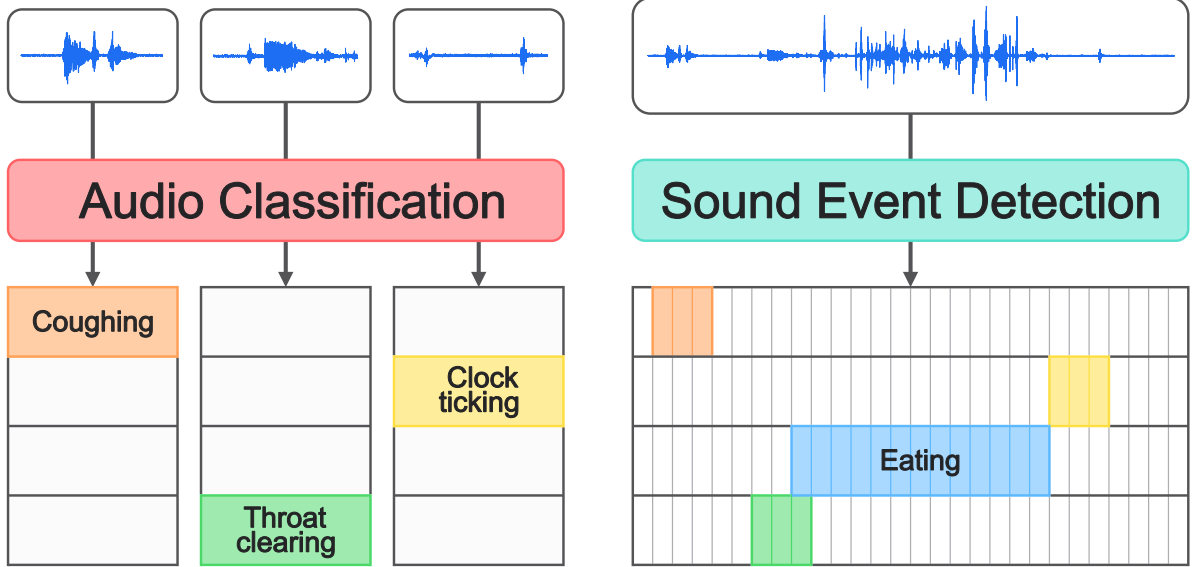 Audio Classification
Sound Event Detection
Coughing
Clock
ticking
Eating
Throat
clearing